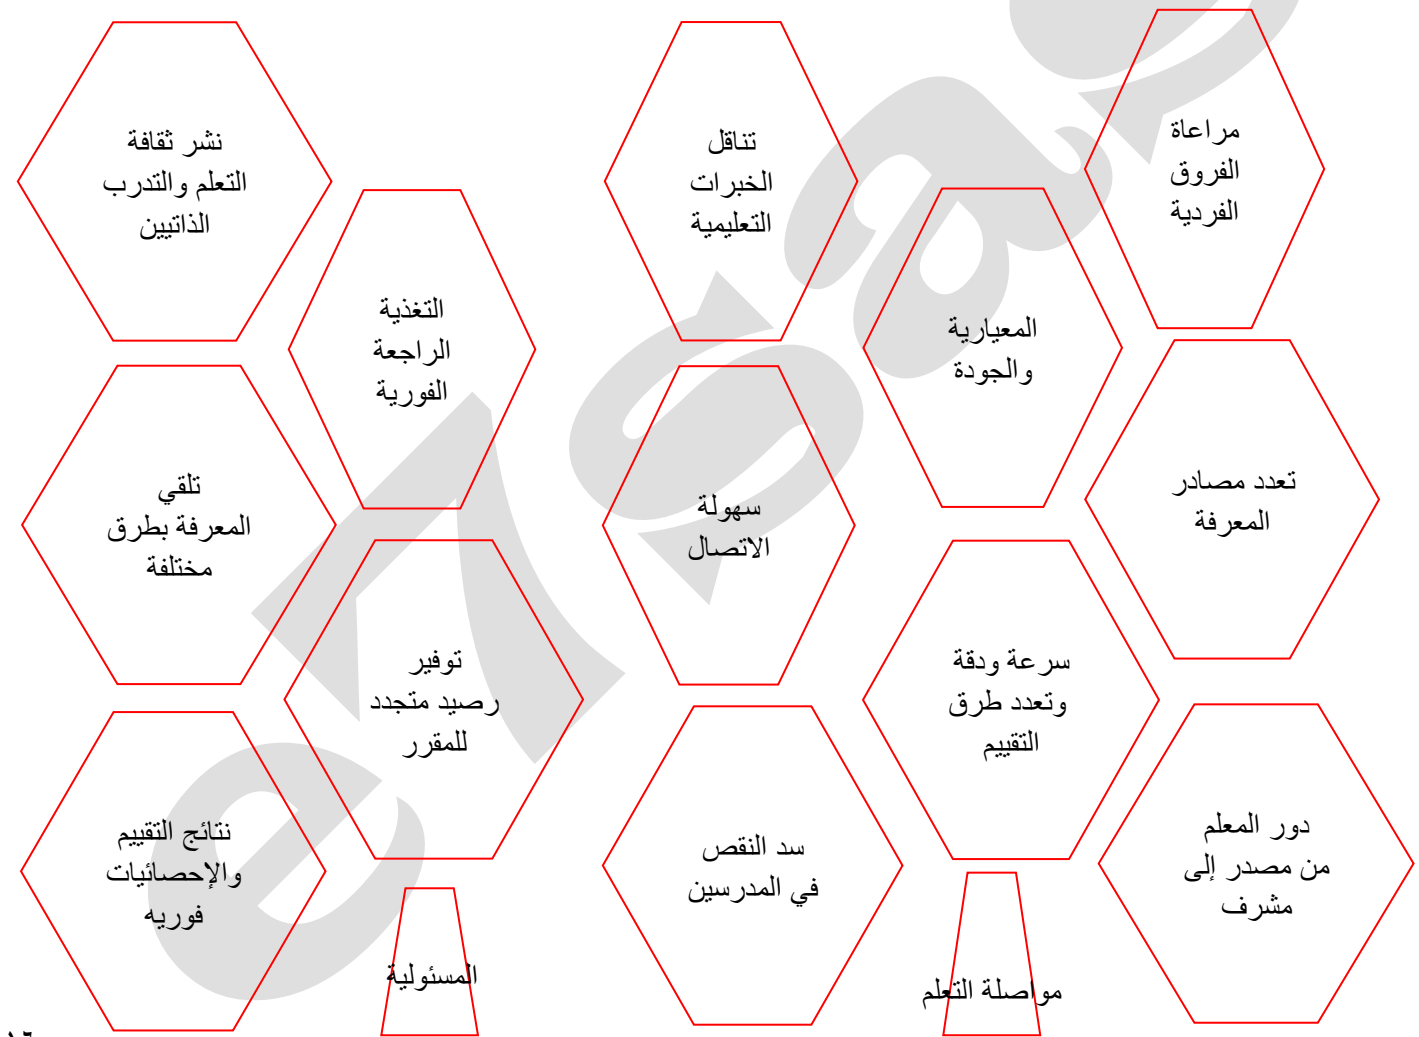 مراعاة
الفروق
الفردية
تناقل
الخبرات
التعليمية
نشر ثقافة
التعلم والتدرب
الذاتيين
المعيارية
والجودة
التغذية
الراجعة
الفورية
تعدد مصادر
المعرفة
سهولة
الاتصال
تلقي
المعرفة بطرق
مختلفة
سرعة ودقة
وتعدد طرق
التقييم
توفير
رصيد متجدد
للمقرر
دور المعلم
من مصدر إلى
مشرف
سد النقص
في المدرسين
نتائج التقييم
والإحصائيات
فوريه
مواصلة التعلم
المسئولية